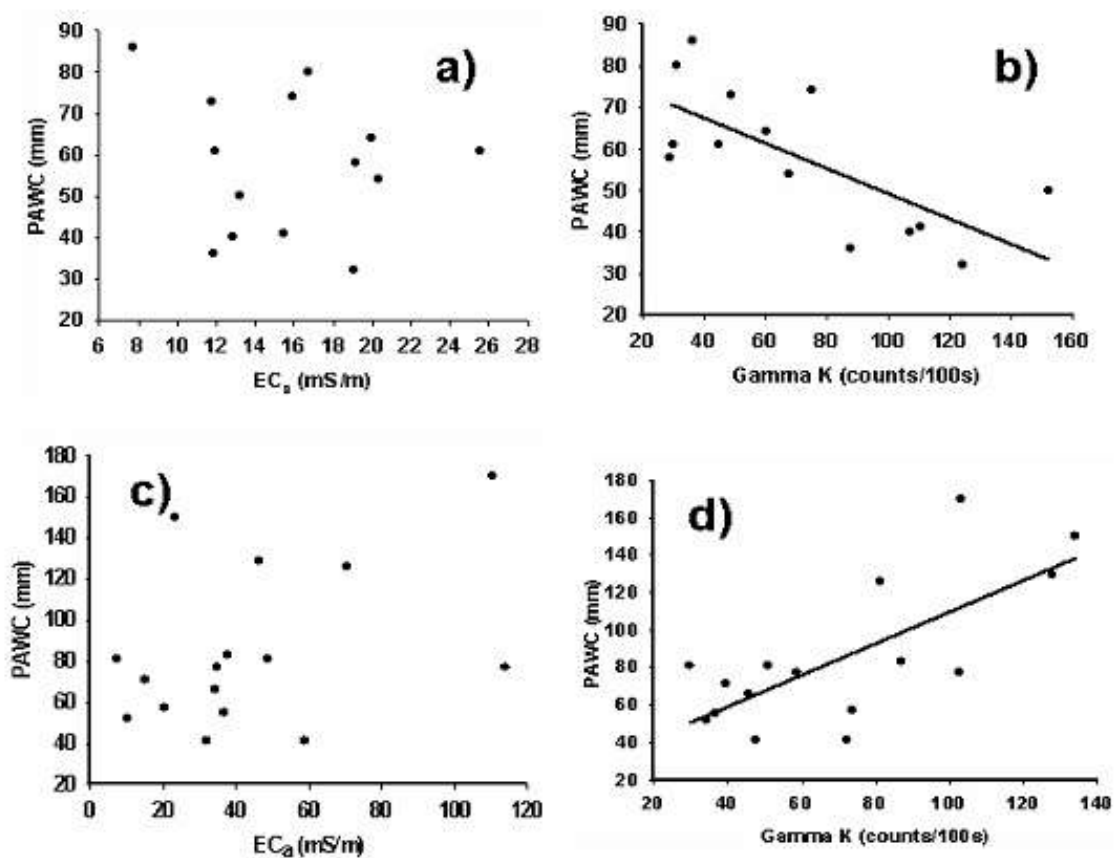 a)
PAWC (mm)
90
80
70
60
50
40
30
20
6 8 10 12 14 16 18 20 22 24 26 28
ECa (mS/m)
b)
PAWC (mm)
90
80
70
60
50
40
30
20
20 40 60 80 100 120 140 160
Gamma K (counts/100s)
c)
PAWC (mm)
180
160
140
120
100
80
60
40
20
0 20 40 60 80 100 120
ECa (mS/m)
d)
PAWC (mm)
180
160
140
120
100
80
60
40
20
20 40 60 80 100 120 140
Gamma K (counts/100s)